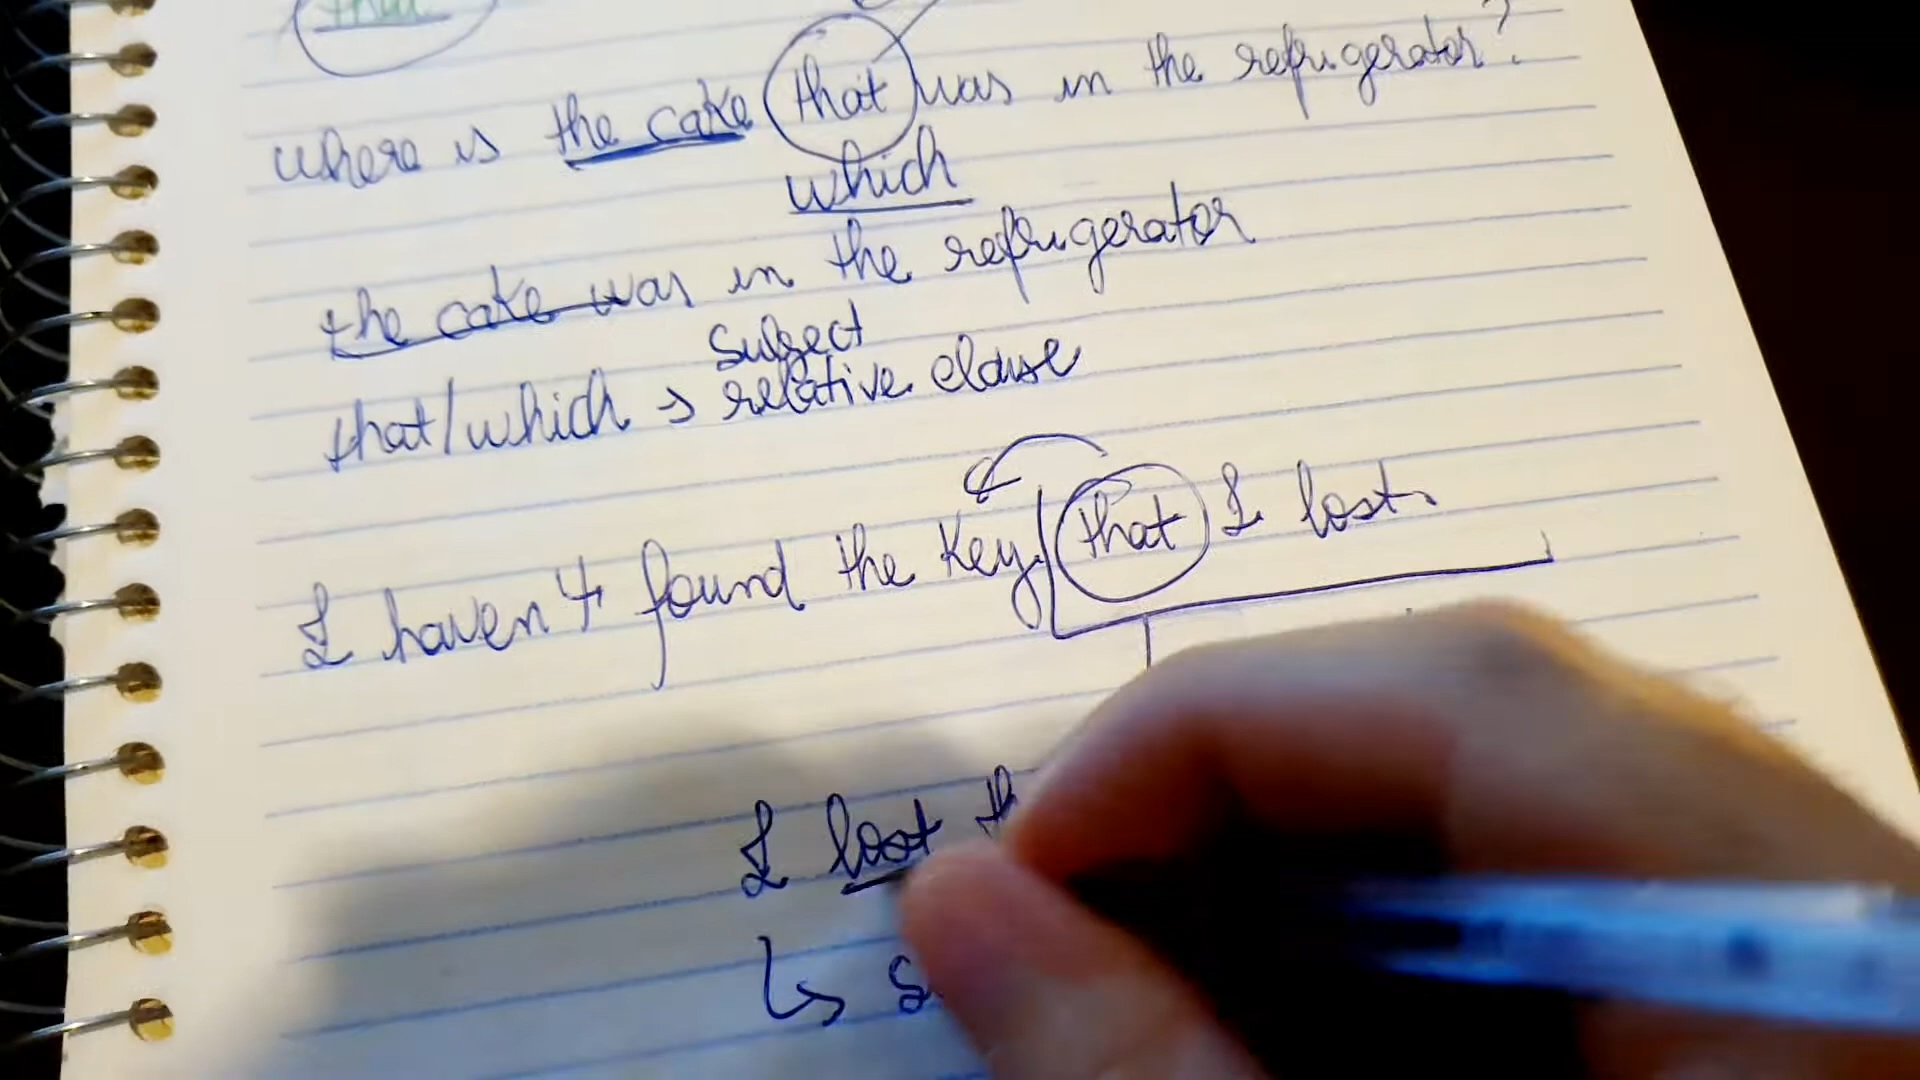 that
where is the cake that was in the refrigerator?
which
the cake was in the refrigerator
subject
that/which → relative clause
I haven't found the key that I lost.
I lost